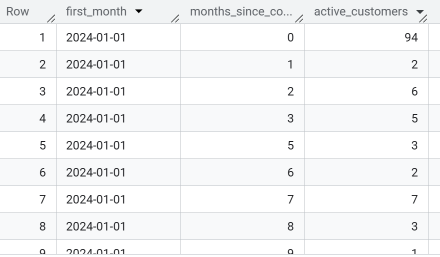 Row first_month months_since_co... active_customers
1 2024-01-01 0 94
2 2024-01-01 1 2
3 2024-01-01 2 6
4 2024-01-01 3 5
5 2024-01-01 5 3
6 2024-01-01 6 2
7 2024-01-01 7 7
8 2024-01-01 8 3
9 2024-01-01 9 1